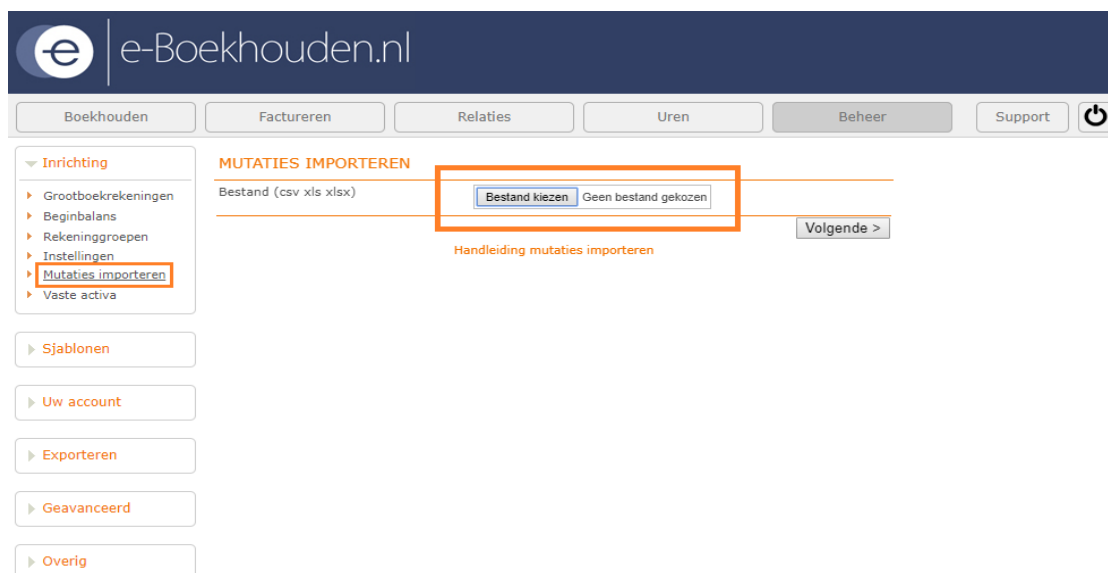 e e-Boekhouden.nl
Boekhouden Factureren Relaties Uren Beheer Support
Inrichting
Grootboekrekeningen
Beginbalans
Rekeninggroepen
Instellingen
Mutaties importeren
Vaste activa
Sjablonen
Uw account
Exporteren
Geavanceerd
Overig
MUTATIES IMPORTEREN
Bestand (csv xls xlsx) Bestand kiezen Geen bestand gekozen
Volgende >
Handleiding mutaties importeren